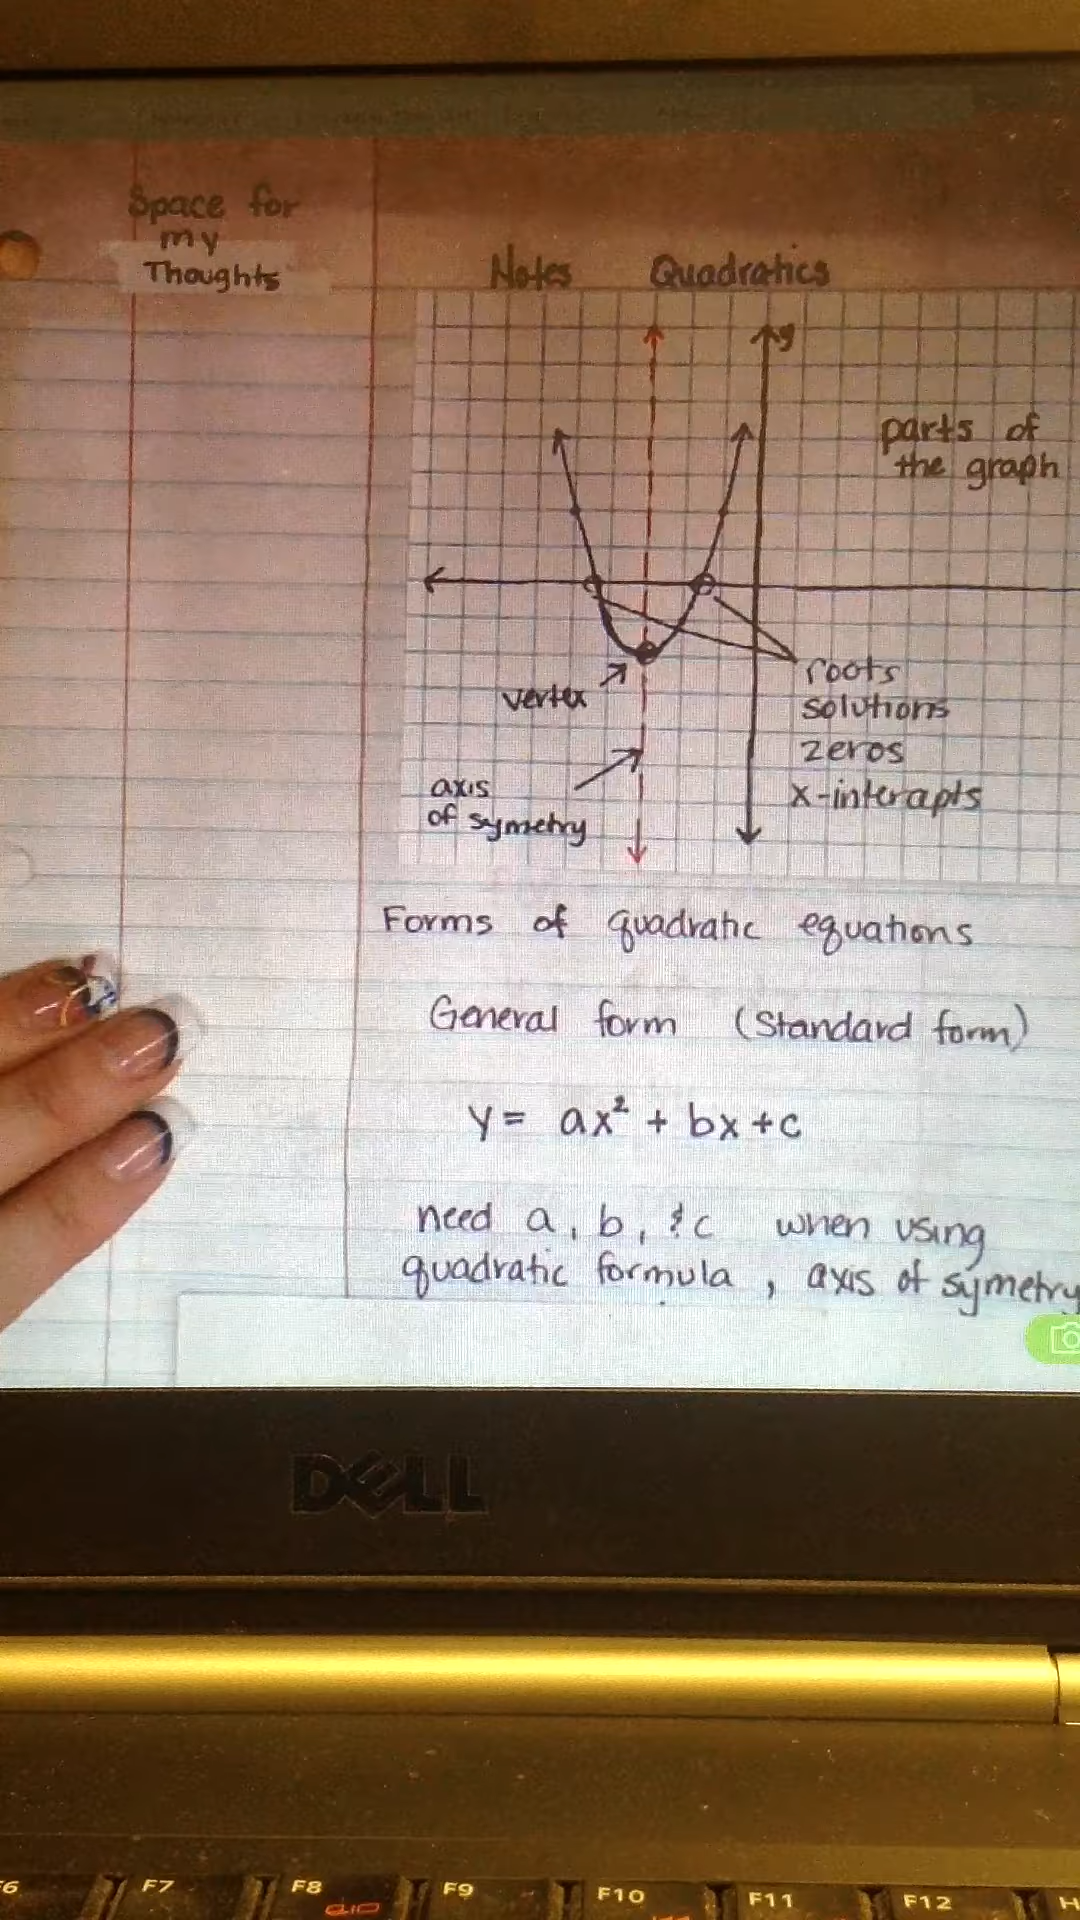 Space for
my
Thoughts
Notes Quadratics
y
parts of
the graph
vertex
roots
solutions
zeros
x-intercepts
axis
of symetry
Forms of quadratic equations
General form (Standard form)
y = ax² + bx + c
need a, b, & c when using
quadratic formula, axis of symetry
DELL
F7 F8 F9 F10 F11 F12